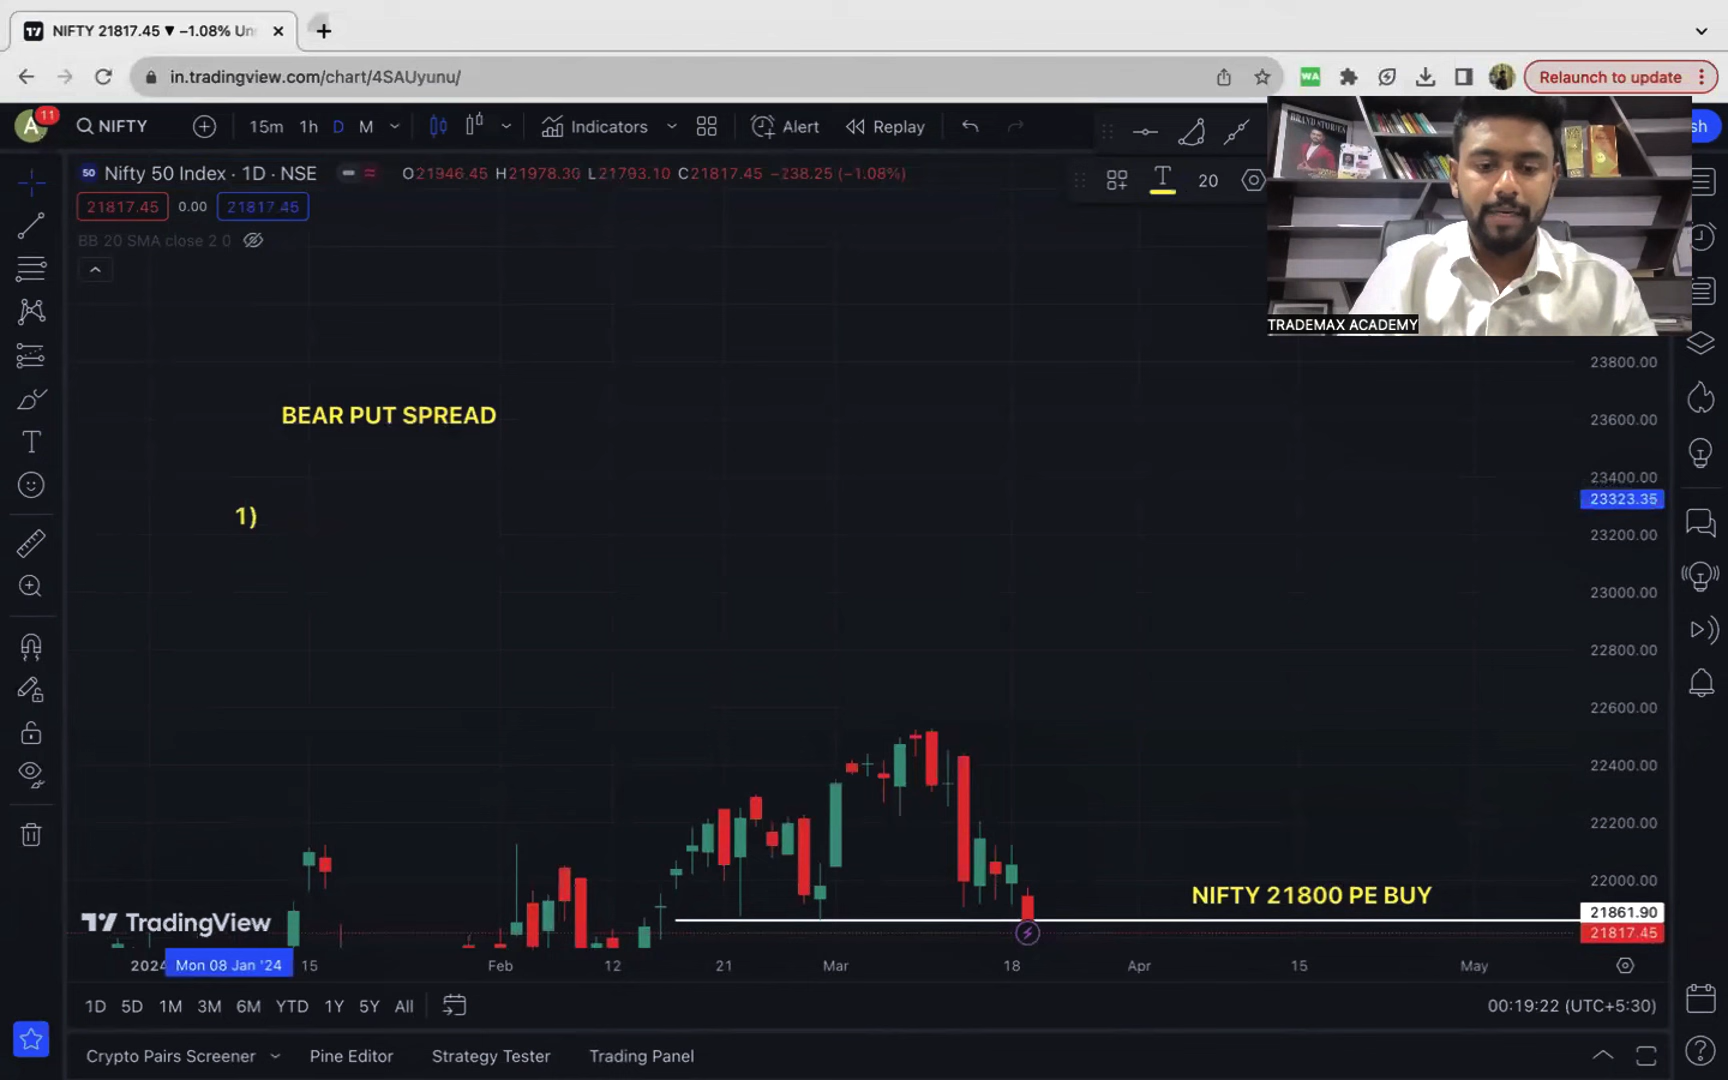 NIFTY 21817.45 ▼ −1.08% Un
in.tradingview.com/chart/4SAUyunu/
WA
Relaunch to update
A
11
NIFTY
15m 1h D M
Indicators
Alert
Replay
sh
50 Nifty 50 Index · 1D · NSE
O21946.45 H21978.30 L21793.10 C21817.45 −238.25 (−1.08%)
T 20
21817.45 0.00 21817.45
BB 20 SMA close 2 0
BRAND STORIES
TRADEMAX ACADEMY
23800.00
BEAR PUT SPREAD
23600.00
23400.00
23323.35
1)
23200.00
23000.00
22800.00
22600.00
22400.00
22200.00
22000.00
NIFTY 21800 PE BUY
21861.90
TradingView
21817.45
2024 Mon 08 Jan '24 15 Feb 12 21 Mar 18 Apr 15 May
1D 5D 1M 3M 6M YTD 1Y 5Y All
00:19:22 (UTC+5:30)
Crypto Pairs Screener Pine Editor Strategy Tester Trading Panel